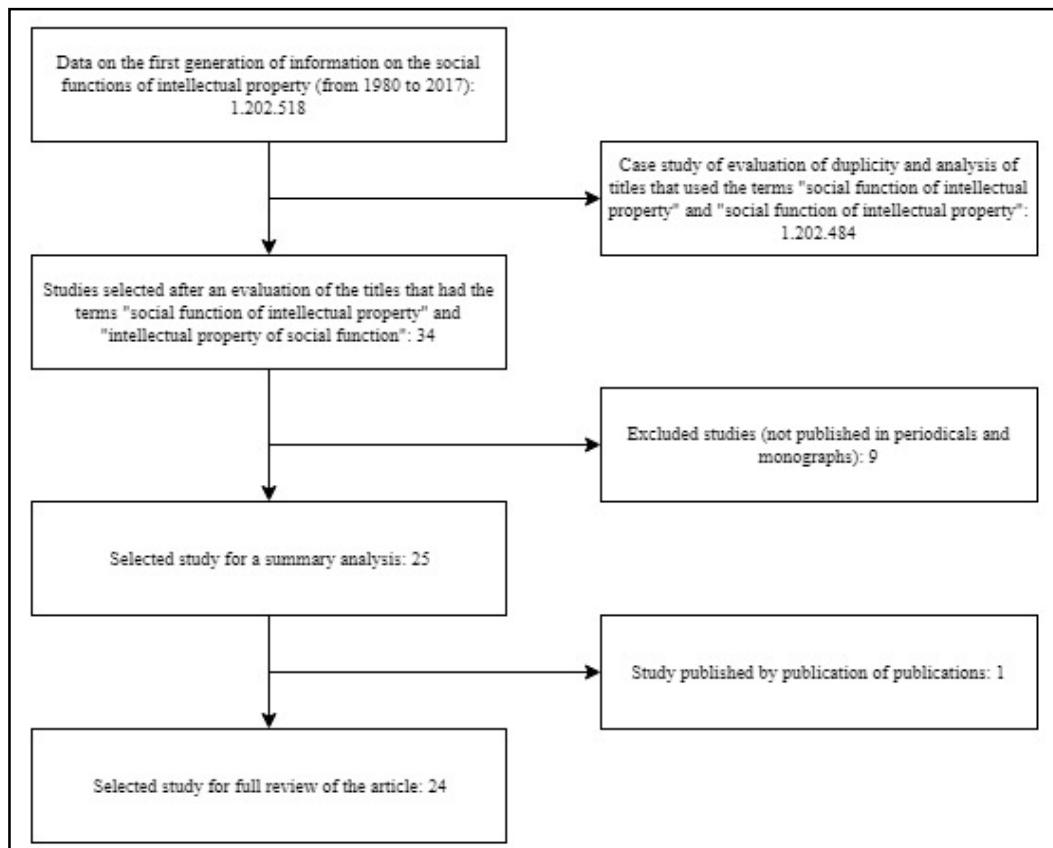 Data on the first generation of information on the social
functions of intellectual property (from 1980 to 2017):
1.202.518
Case study of evaluation of duplicity and analysis of
titles that used the terms "social function of intellectual
property" and "social function of intellectual property":
1.202.484
Studies selected after an evaluation of the titles that had the
terms "social function of intellectual property" and
"intellectual property of social function": 34
Excluded studies (not published in periodicals and
monographs): 9
Selected study for a summary analysis: 25
Study published by publication of publications: 1
Selected study for full review of the article: 24